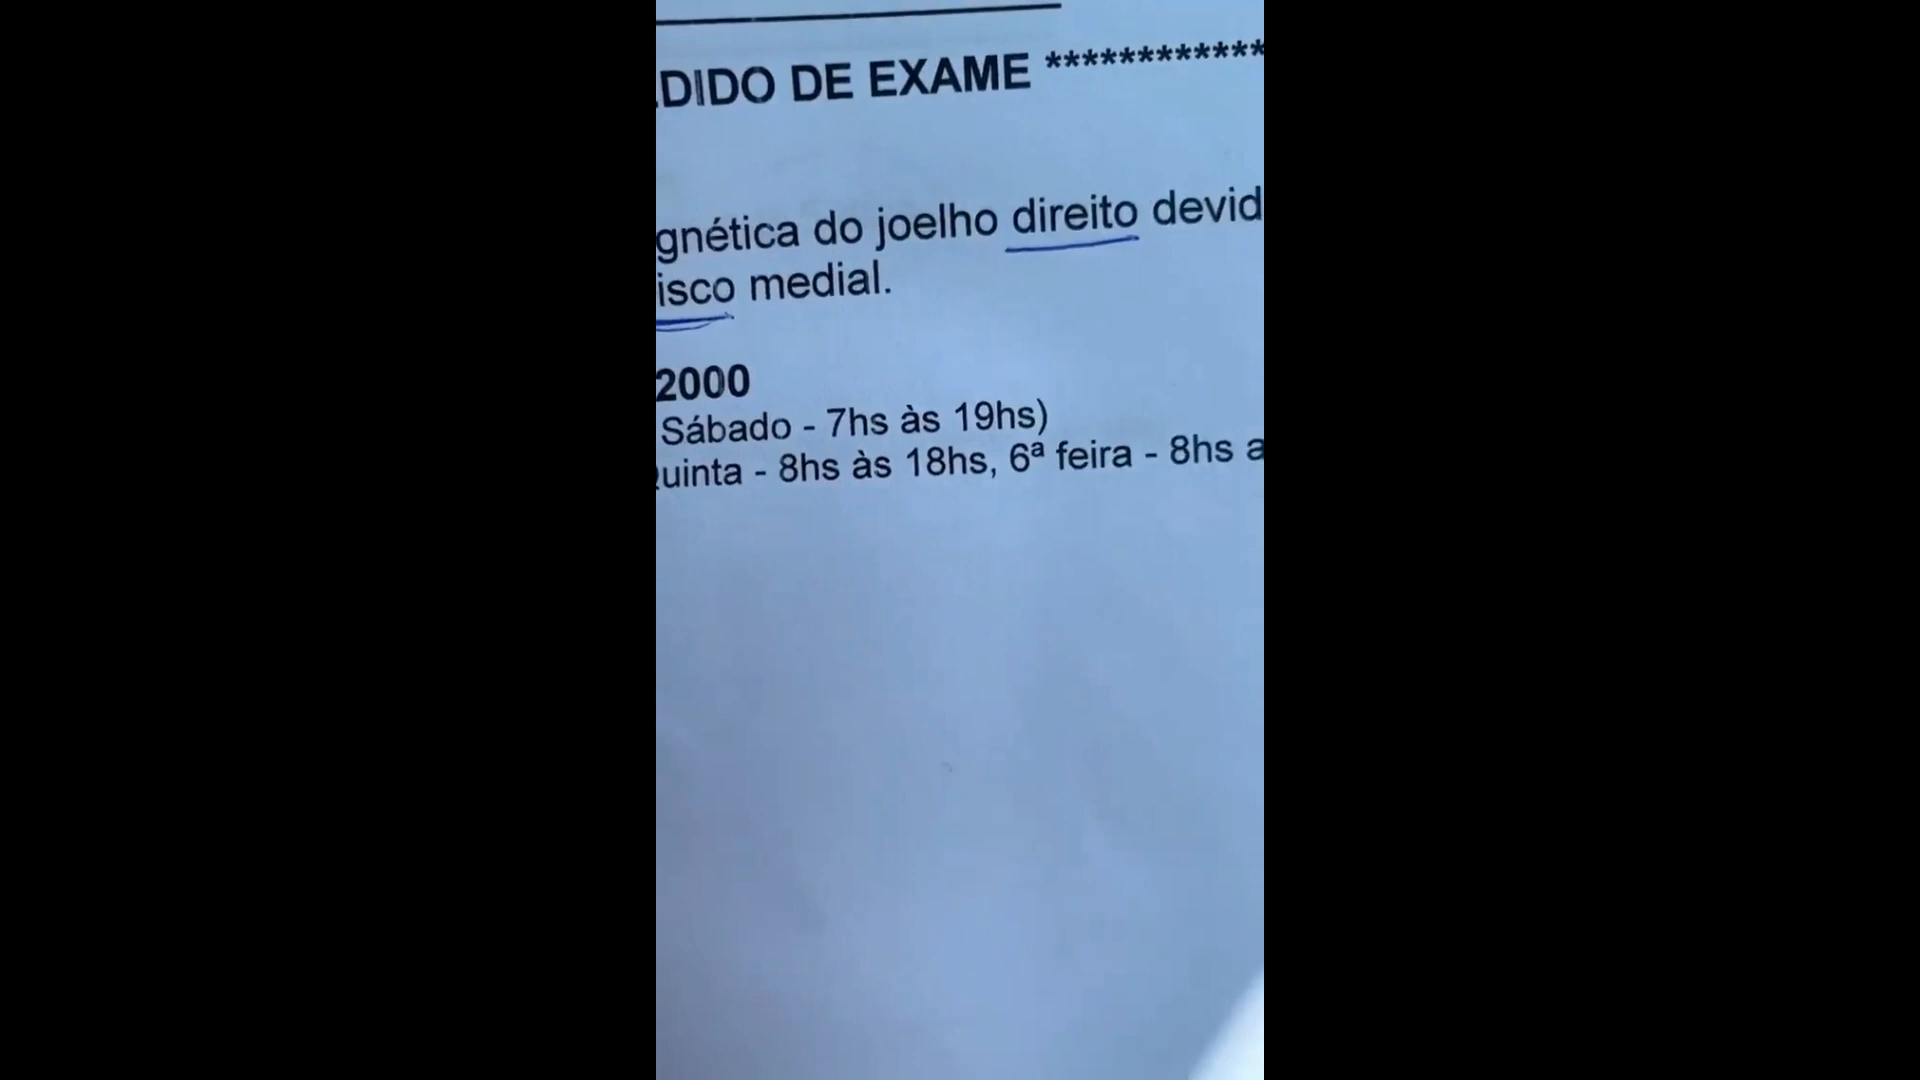 DIDO DE EXAME ************
gnética do joelho direito devid
isco medial.
2000
Sábado - 7hs às 19hs)
uinta - 8hs às 18hs, 6ª feira - 8hs a